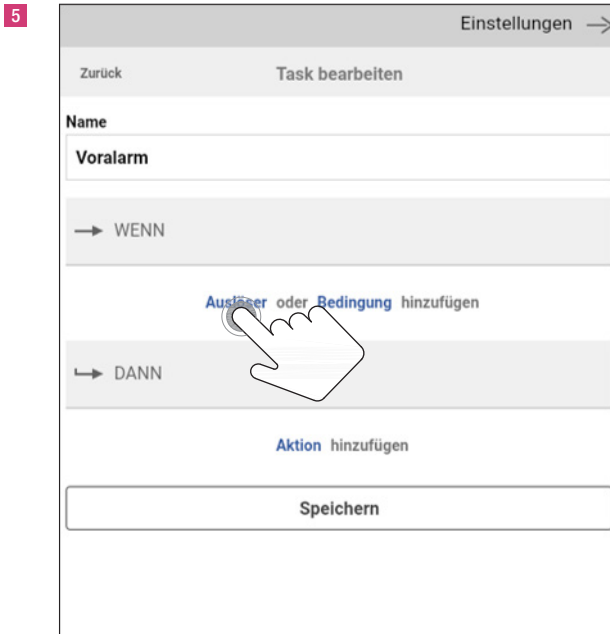 5
Einstellungen
Zurück Task bearbeiten
Name
Voralarm
WENN
Auslöser oder Bedingung hinzufügen
DANN
Aktion hinzufügen
Speichern